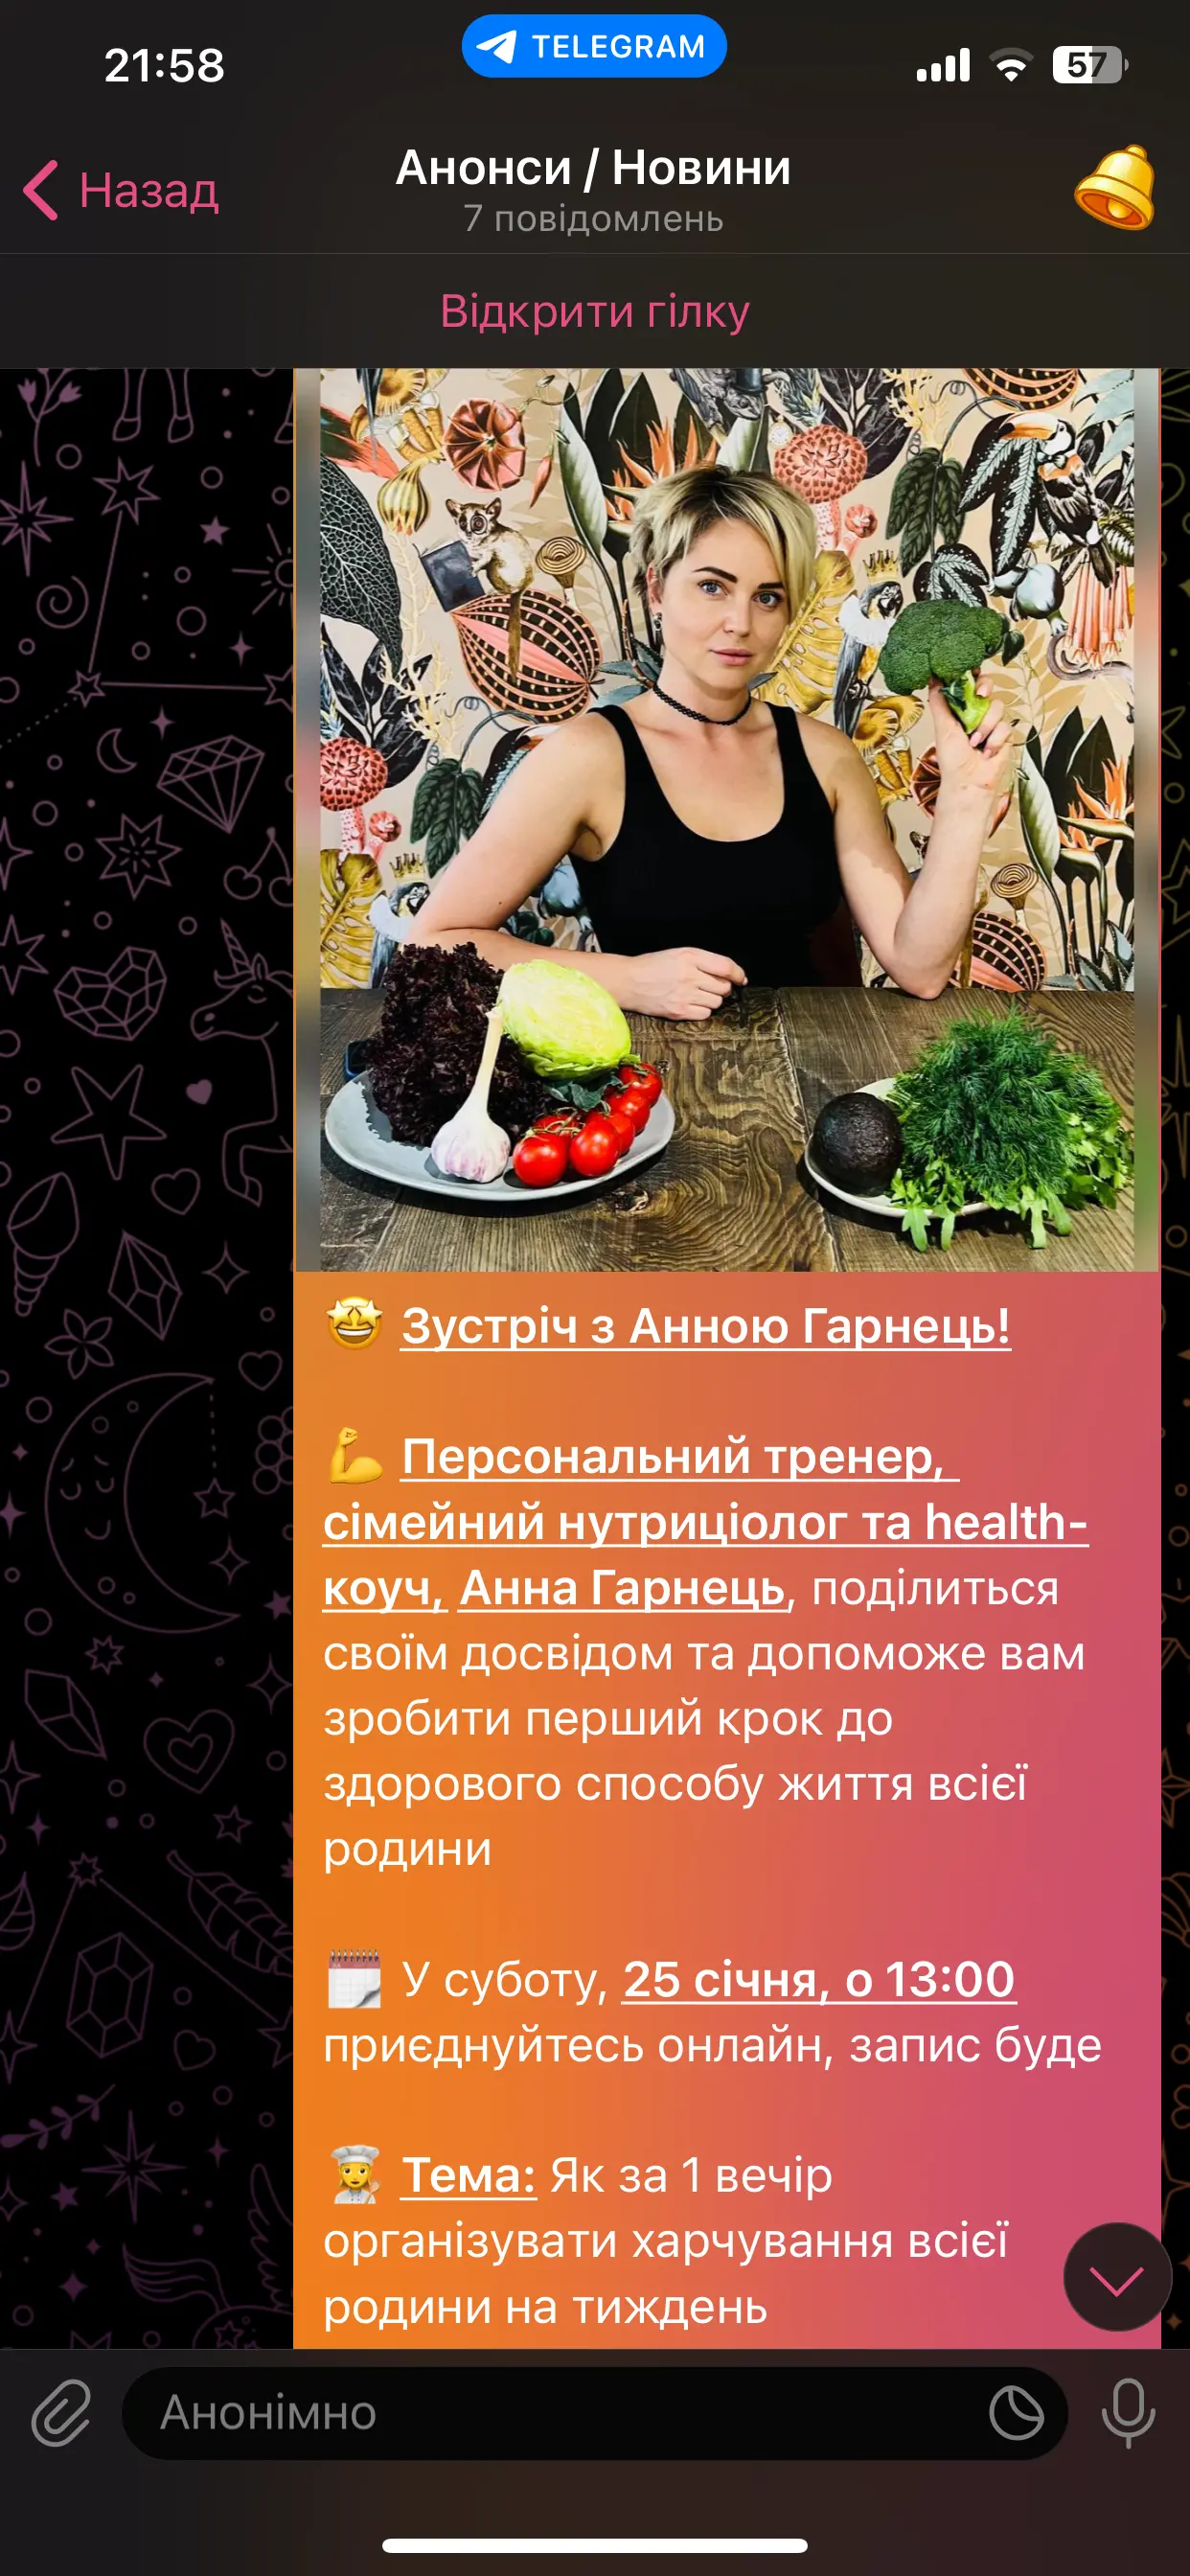 21:58
TELEGRAM
57
Назад
Анонси / Новини
7 повідомлень
Відкрити гілку
🤩 Зустріч з Анною Гарнець!
💪 Персональний тренер,
сімейний нутриціолог та health-
коуч, Анна Гарнець, поділиться
своїм досвідом та допоможе вам
зробити перший крок до
здорового способу життя всієї
родини
🗓 У суботу, 25 січня, о 13:00
приєднуйтесь онлайн, запис буде
👩‍🍳 Тема: Як за 1 вечір
організувати харчування всієї
родини на тиждень
Анонімно